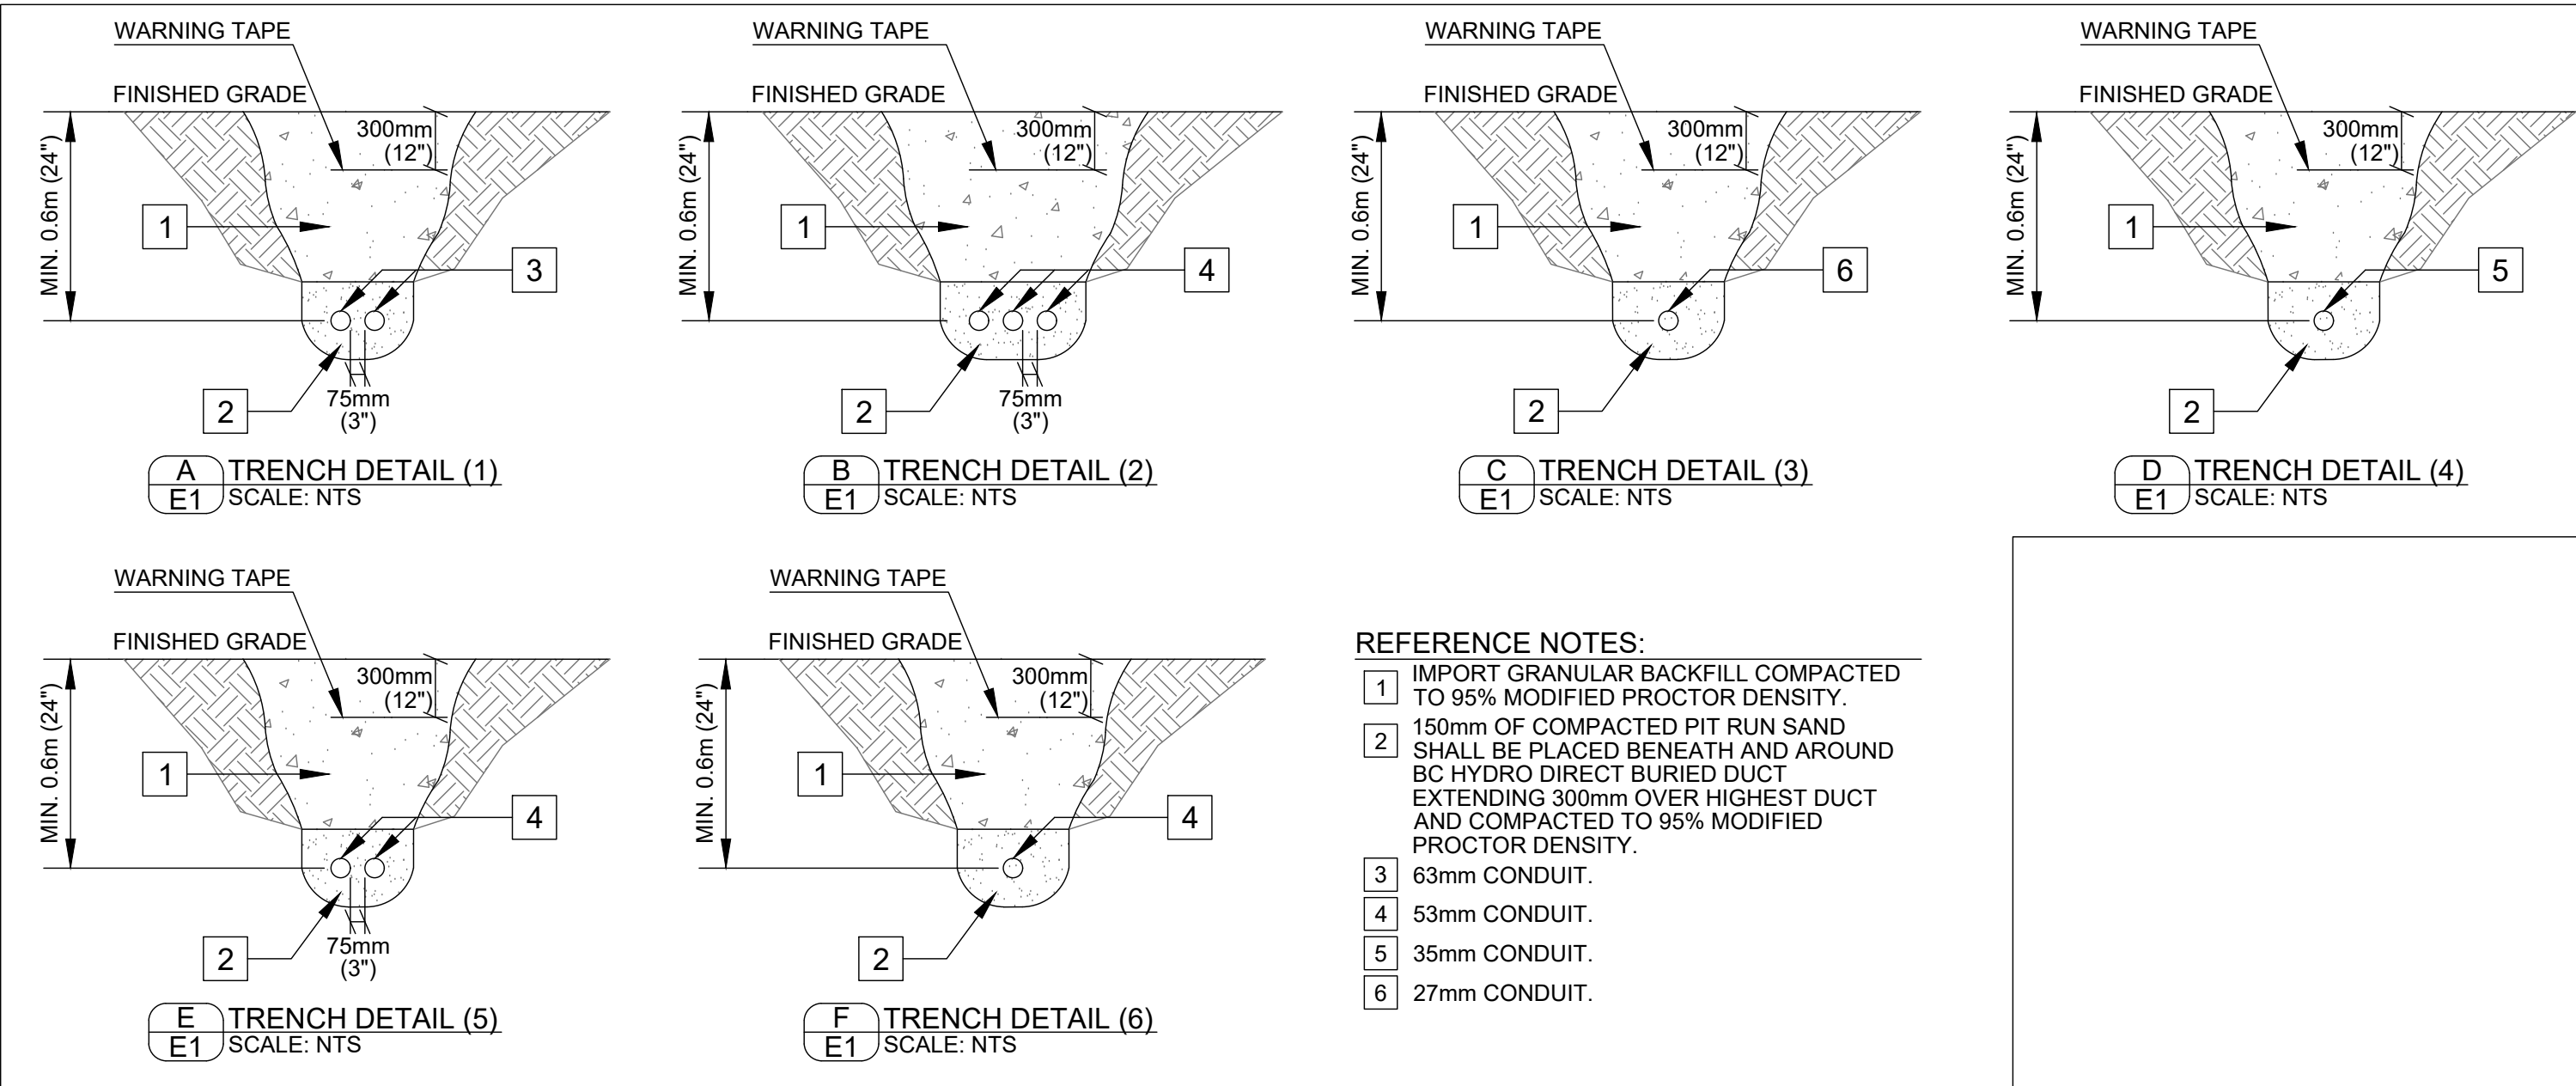 WARNING TAPE
FINISHED GRADE
300mm
(12")
MIN. 0.6m (24")
1
3
2
75mm
(3")
A
E1
TRENCH DETAIL (1)
SCALE: NTS
WARNING TAPE
FINISHED GRADE
300mm
(12")
MIN. 0.6m (24")
1
4
2
75mm
(3")
B
E1
TRENCH DETAIL (2)
SCALE: NTS
WARNING TAPE
FINISHED GRADE
300mm
(12")
MIN. 0.6m (24")
1
6
2
C
E1
TRENCH DETAIL (3)
SCALE: NTS
WARNING TAPE
FINISHED GRADE
300mm
(12")
MIN. 0.6m (24")
1
5
2
D
E1
TRENCH DETAIL (4)
SCALE: NTS
WARNING TAPE
FINISHED GRADE
300mm
(12")
MIN. 0.6m (24")
1
4
2
75mm
(3")
E
E1
TRENCH DETAIL (5)
SCALE: NTS
WARNING TAPE
FINISHED GRADE
300mm
(12")
MIN. 0.6m (24")
1
4
2
F
E1
TRENCH DETAIL (6)
SCALE: NTS
REFERENCE NOTES:
1 IMPORT GRANULAR BACKFILL COMPACTED
TO 95% MODIFIED PROCTOR DENSITY.
2 150mm OF COMPACTED PIT RUN SAND
SHALL BE PLACED BENEATH AND AROUND
BC HYDRO DIRECT BURIED DUCT
EXTENDING 300mm OVER HIGHEST DUCT
AND COMPACTED TO 95% MODIFIED
PROCTOR DENSITY.
3 63mm CONDUIT.
4 53mm CONDUIT.
5 35mm CONDUIT.
6 27mm CONDUIT.